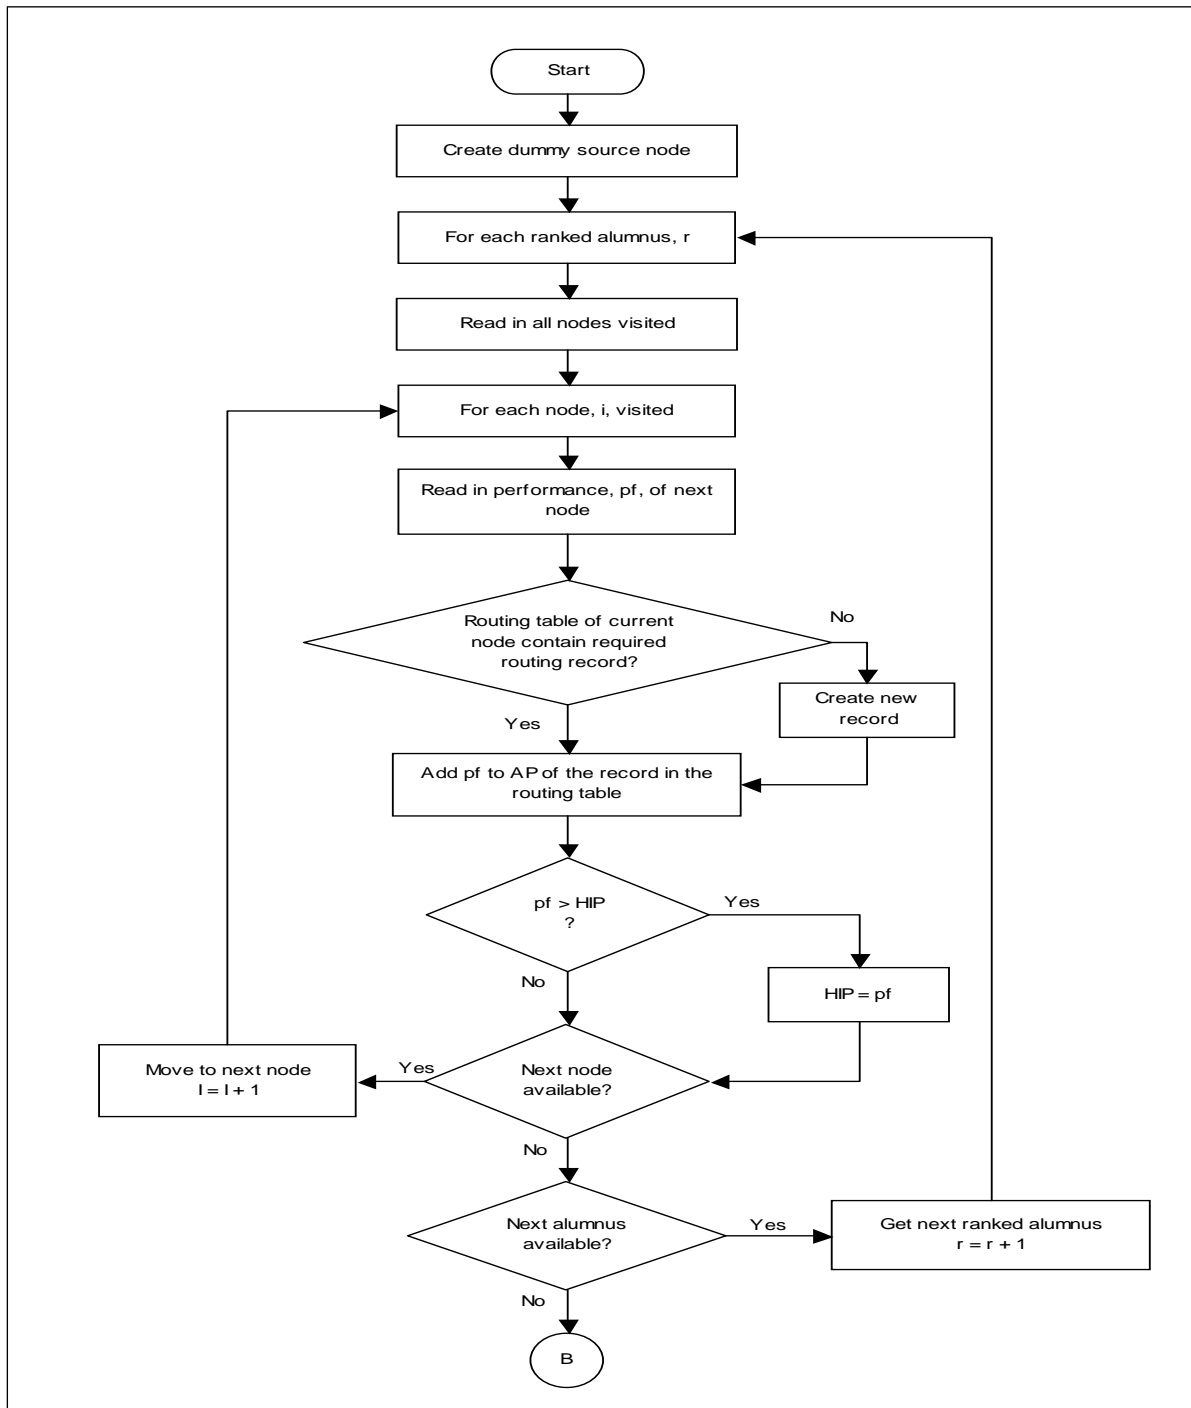 Start
Create dummy source node
For each ranked alumnus, r
Read in all nodes visited
For each node, i, visited
Read in performance, pf, of next
node
Routing table of current
node contain required
routing record?
No
Create new
record
Yes
Add pf to AP of the record in the
routing table
pf > HIP
?
Yes
HIP = pf
No
Next node
available?
Yes
Move to next node
I = I + 1
No
Next alumnus
available?
Yes
Get next ranked alumnus
r = r + 1
No
B